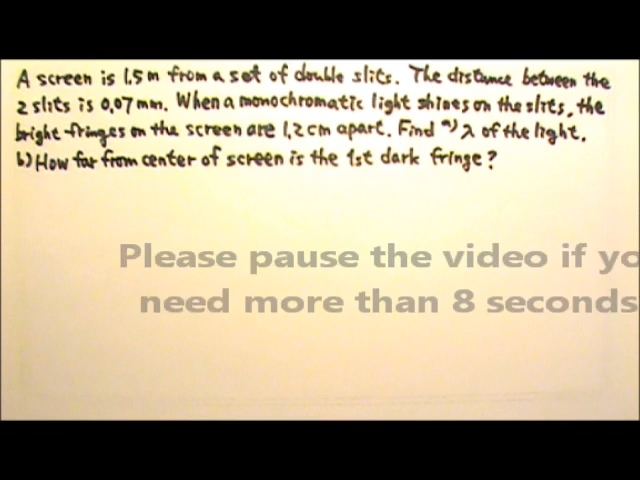 A screen is 1.5 m from a set of double slits. The distance between the
2 slits is 0.07 mm. When a monochromatic light shines on the slits, the
bright fringes on the screen are 1.2 cm apart. Find a) λ of the light.
b) How far from center of screen is the 1st dark fringe?
Please pause the video if yo
need more than 8 seconds